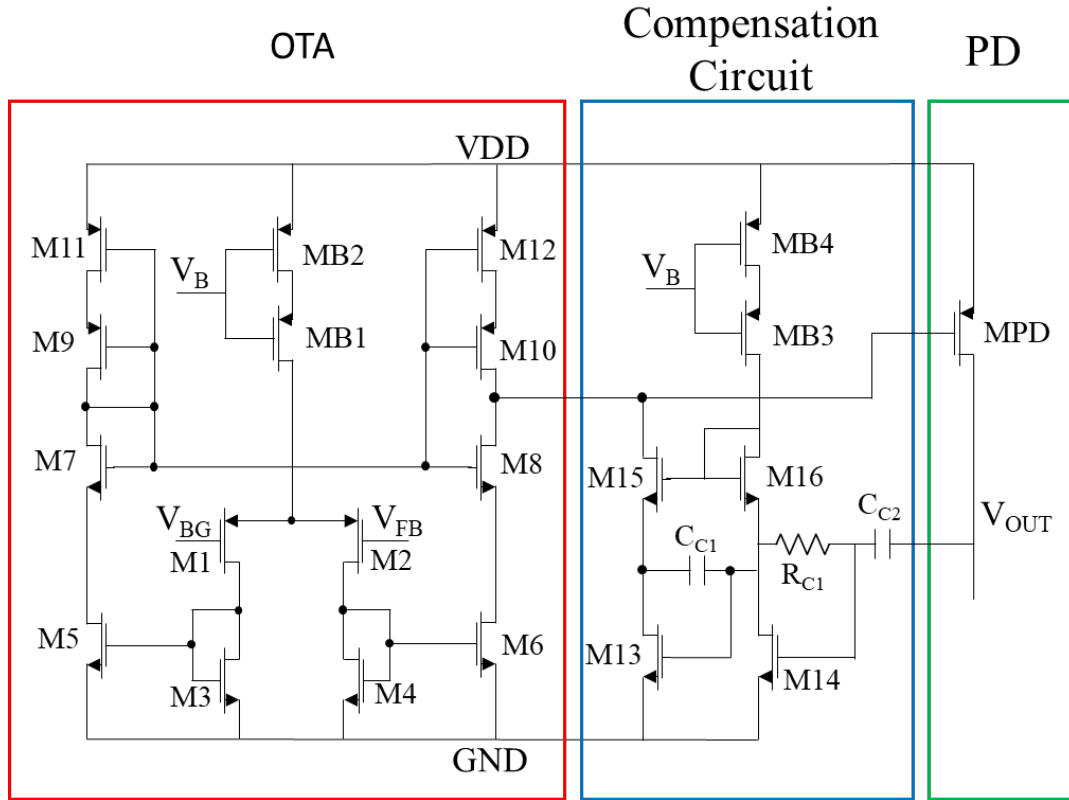 OTA
Compensation
Circuit
PD
VDD
M11
MB2
M12
MB4
V_B
V_B
M9
MB1
M10
MB3
MPD
M7
M8
M15
M16
V_BG
V_FB
C_C1
C_C2
V_OUT
M1
M2
R_C1
M5
M6
M13
M14
M3
M4
GND